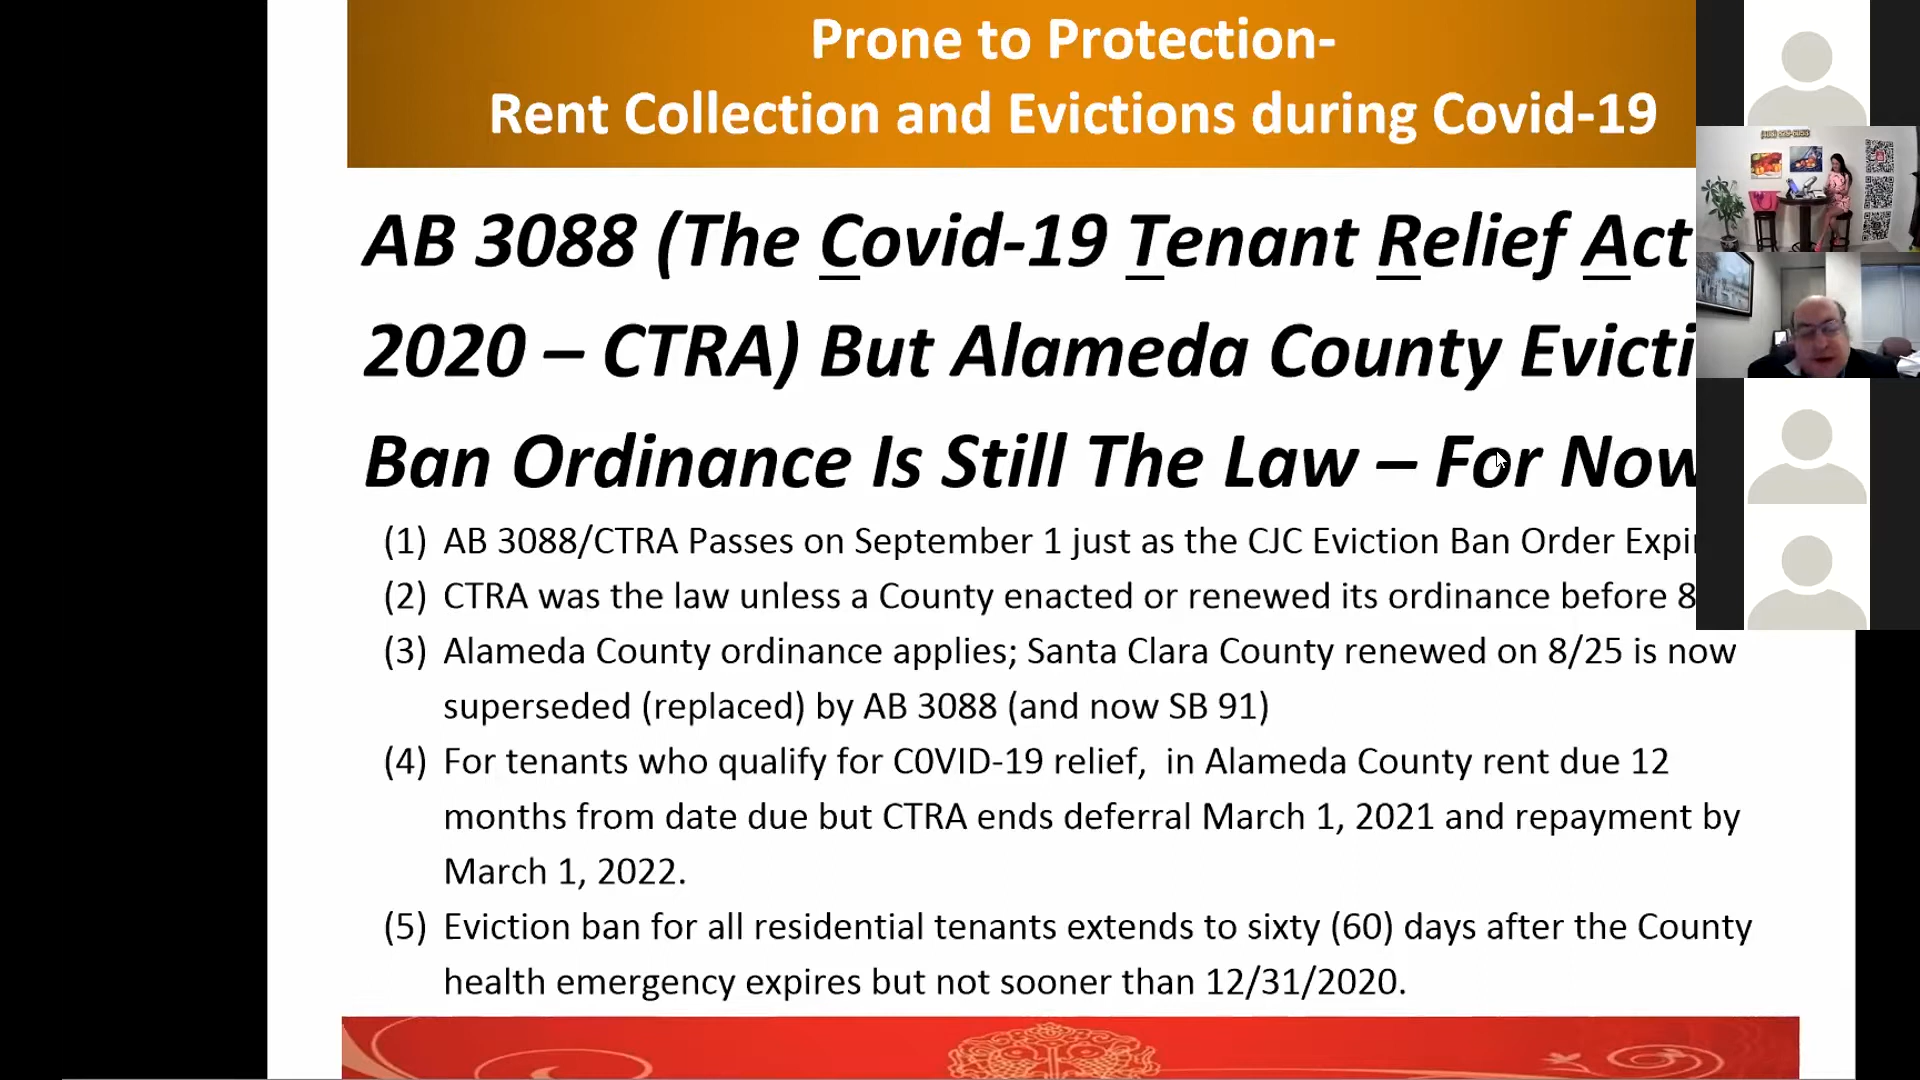 Prone to Protection-
Rent Collection and Evictions during Covid-19
AB 3088 (The Covid-19 Tenant Relief Act
2020 – CTRA) But Alameda County Evicti
Ban Ordinance Is Still The Law – For Now
(1) AB 3088/CTRA Passes on September 1 just as the CJC Eviction Ban Order Expi
(2) CTRA was the law unless a County enacted or renewed its ordinance before 8
(3) Alameda County ordinance applies; Santa Clara County renewed on 8/25 is now
superseded (replaced) by AB 3088 (and now SB 91)
(4) For tenants who qualify for C0VID-19 relief, in Alameda County rent due 12
months from date due but CTRA ends deferral March 1, 2021 and repayment by
March 1, 2022.
(5) Eviction ban for all residential tenants extends to sixty (60) days after the County
health emergency expires but not sooner than 12/31/2020.